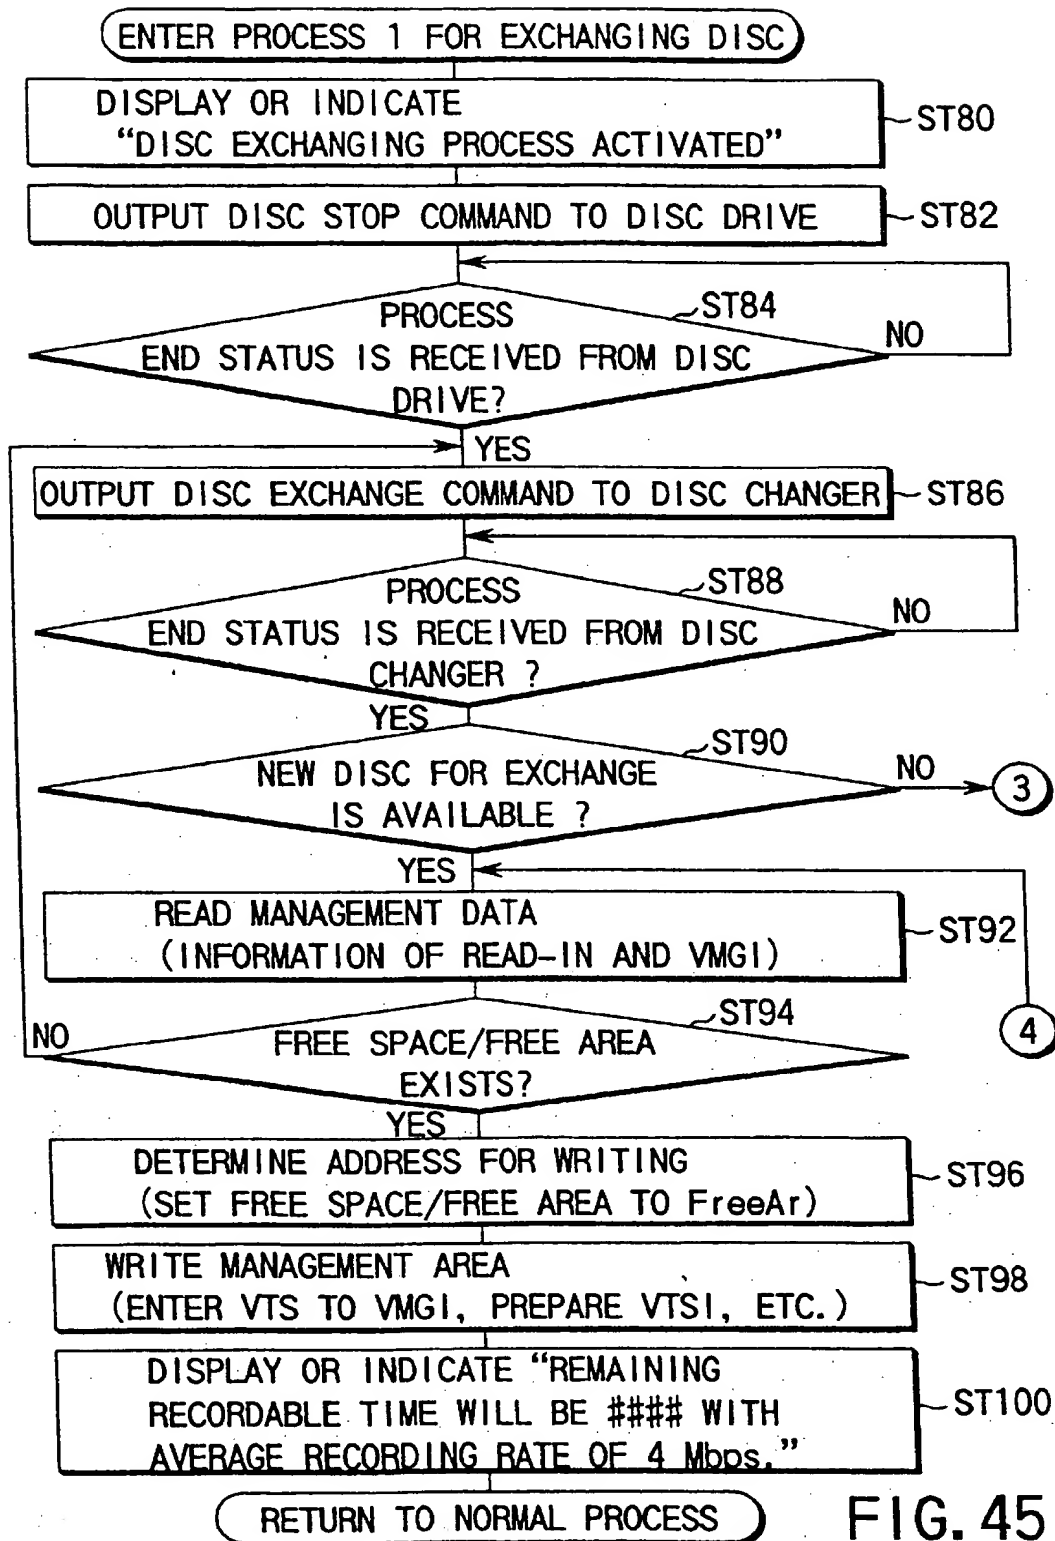 ENTER PROCESS 1 FOR EXCHANGING DISC
DISPLAY OR INDICATE
“DISC EXCHANGING PROCESS ACTIVATED”
ST80
OUTPUT DISC STOP COMMAND TO DISC DRIVE
ST82
ST84
PROCESS
END STATUS IS RECEIVED FROM DISC
DRIVE?
NO
YES
OUTPUT DISC EXCHANGE COMMAND TO DISC CHANGER
ST86
ST88
PROCESS
END STATUS IS RECEIVED FROM DISC
CHANGER ?
NO
YES
ST90
NEW DISC FOR EXCHANGE
IS AVAILABLE ?
NO
3
YES
READ MANAGEMENT DATA
(INFORMATION OF READ-IN AND VMGI)
ST92
4
ST94
NO
FREE SPACE/FREE AREA
EXISTS?
YES
DETERMINE ADDRESS FOR WRITING
(SET FREE SPACE/FREE AREA TO FreeAr)
ST96
WRITE MANAGEMENT AREA
(ENTER VTS TO VMGI, PREPARE VTSI, ETC.)
ST98
DISPLAY OR INDICATE “REMAINING
RECORDABLE TIME WILL BE #### WITH
AVERAGE RECORDING RATE OF 4 Mbps.”
ST100
RETURN TO NORMAL PROCESS
FIG. 45